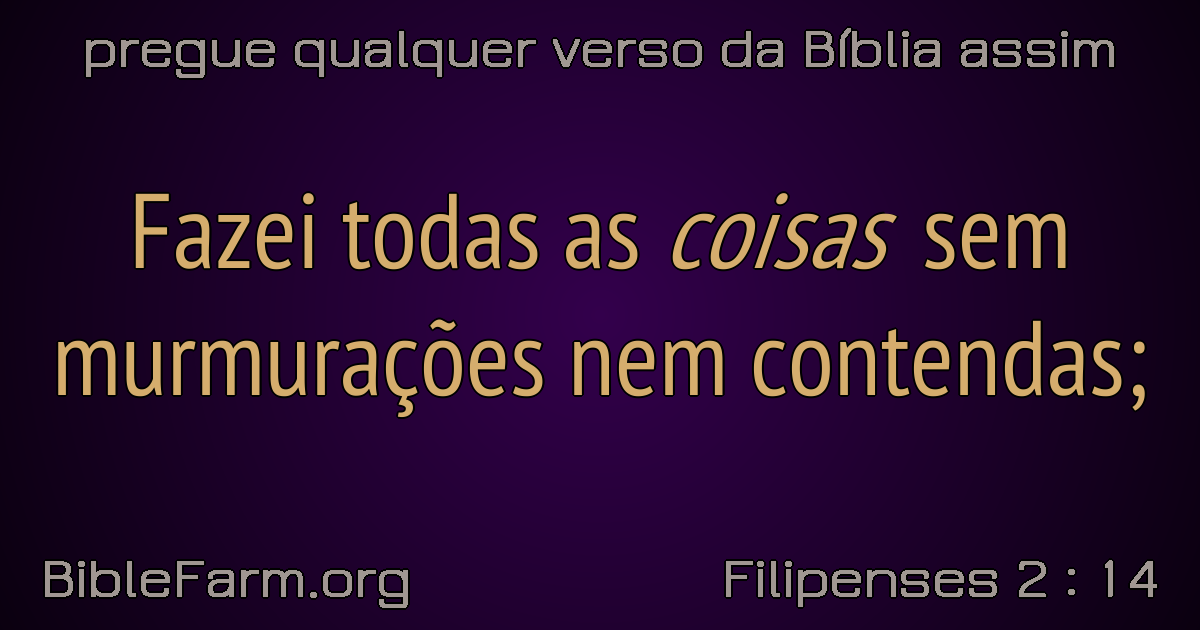 pregue qualquer verso da Bíblia assim
Fazei todas as coisas sem
murmurações nem contendas;
BibleFarm.org
Filipenses 2 : 14